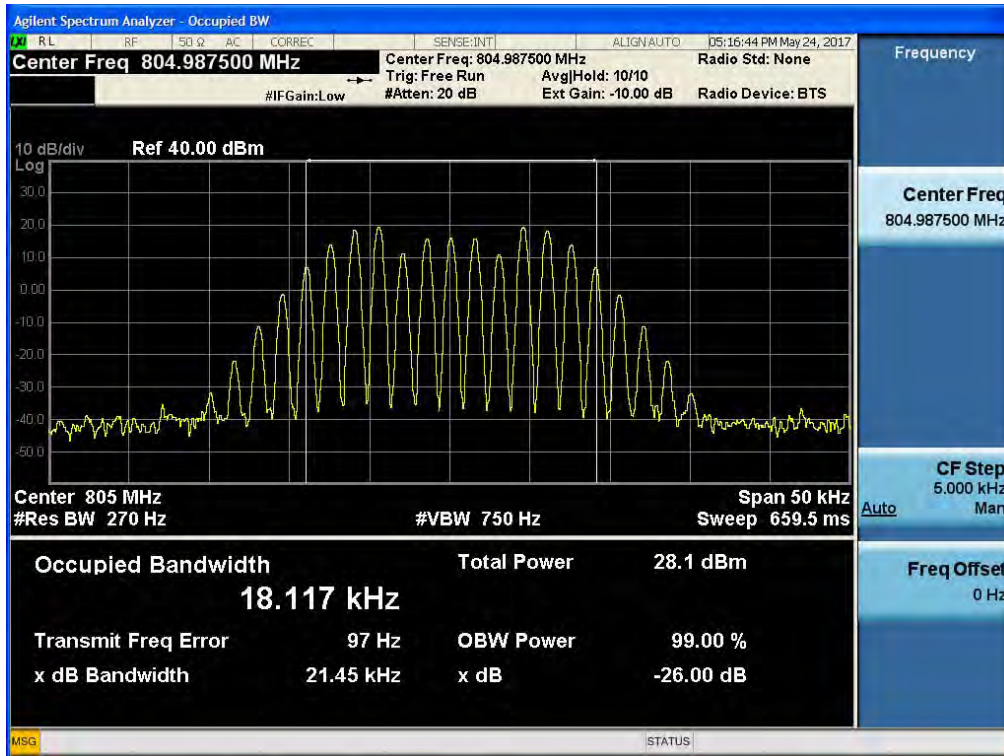 Agilent Spectrum Analyzer - Occupied BW
LXI RL RF 50 Ω AC CORREC SENSE:INT ALIGN AUTO 05:16:44 PM May 24, 2017
Center Freq 804.987500 MHz
Center Freq: 804.987500 MHz Radio Std: None
Trig: Free Run Avg|Hold: 10/10
#IFGain:Low #Atten: 20 dB Ext Gain: -10.00 dB Radio Device: BTS
10 dB/div Ref 40.00 dBm
Log
30.0
20.0
10.0
0.00
-10.0
-20.0
-30.0
-40.0
-50.0
Center 805 MHz Span 50 kHz
#Res BW 270 Hz #VBW 750 Hz Sweep 659.5 ms
Occupied Bandwidth Total Power 28.1 dBm
18.117 kHz
Transmit Freq Error 97 Hz OBW Power 99.00 %
x dB Bandwidth 21.45 kHz x dB -26.00 dB
MSG STATUS
Frequency
Center Freq
804.987500 MHz
CF Step
5.000 kHz
Auto Man
Freq Offset
0 Hz